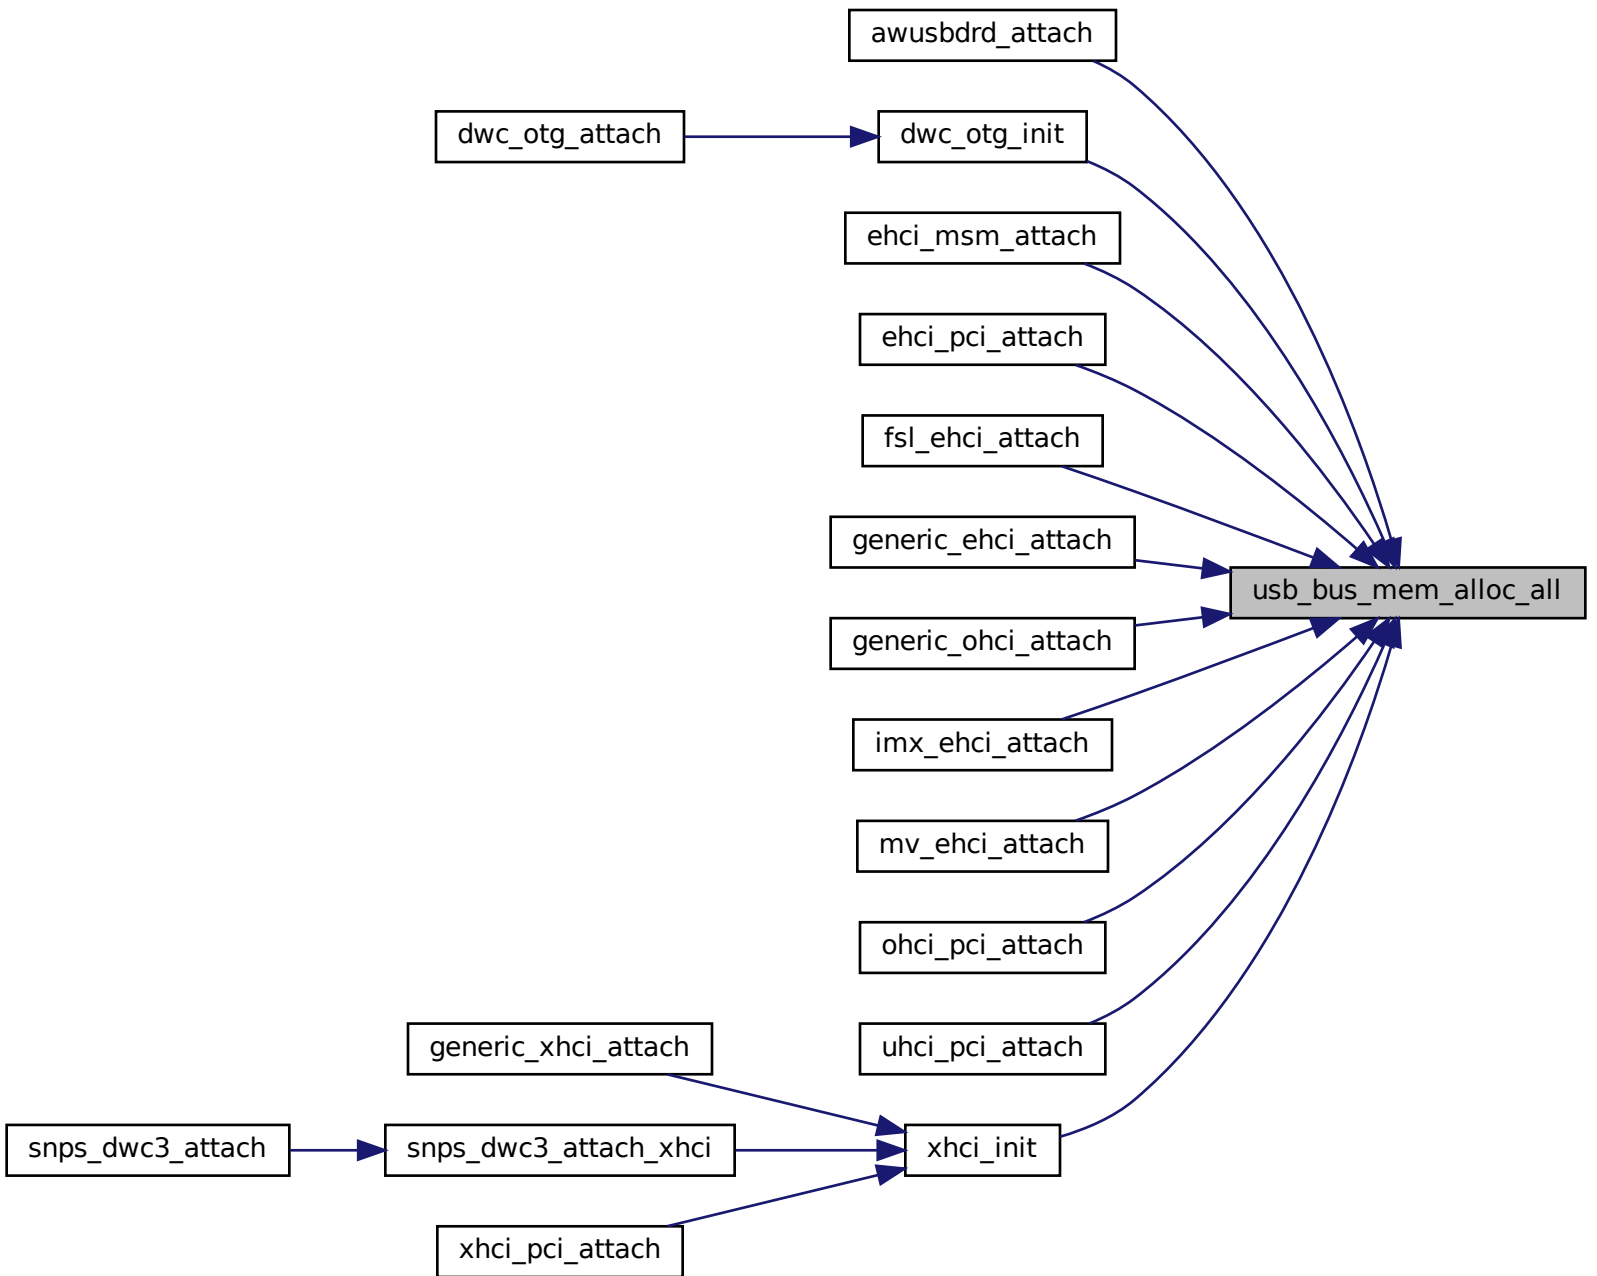 awusbdrd_attach
dwc_otg_attach
dwc_otg_init
ehci_msm_attach
ehci_pci_attach
fsl_ehci_attach
generic_ehci_attach
usb_bus_mem_alloc_all
generic_ohci_attach
imx_ehci_attach
mv_ehci_attach
ohci_pci_attach
generic_xhci_attach
uhci_pci_attach
snps_dwc3_attach
snps_dwc3_attach_xhci
xhci_init
xhci_pci_attach